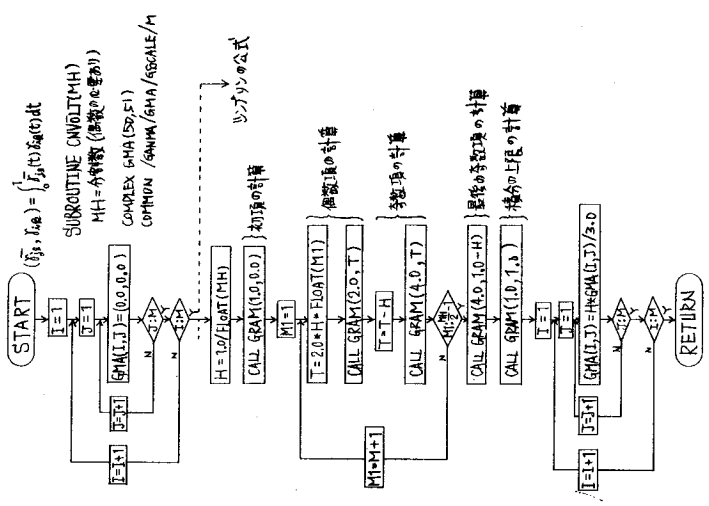 START
(γ̄_jβ, γ_iα) = ∫₀¹ γ̄_jβ(t) γ_iα(t) dt
SUBROUTINE CNVOLT(MH)
MH=分割数(偶数の必要あり)
COMPLEX GMA(50,51)
COMMON /GANMA/GMA/GSCALE/M
I=1
J=1
GMA(I,J)=(0.0,0.0)
J:M
N
Y
J=J+1
I:M
N
Y
I=I+1
シンプソンの公式
H=1.0/FLOAT(MH)
CALL GRAM(1.0,0.0)
初項の計算
M1=1
T=2.0*H*FLOAT(M1)
CALL GRAM(2.0,T)
偶数項の計算
T=T-H
CALL GRAM(4.0,T)
奇数項の計算
M1:MH/2-1
N
Y
M1=M+1
CALL GRAM(4.0,1.0-H)
最後の奇数項の計算
CALL GRAM(1.0,1.0)
積分の上限の計算
I=1
J=1
GMA(I,J)=H*GMA(I,J)/3.0
J:M
N
Y
J=J+1
I:M
N
Y
I=I+1
RETURN